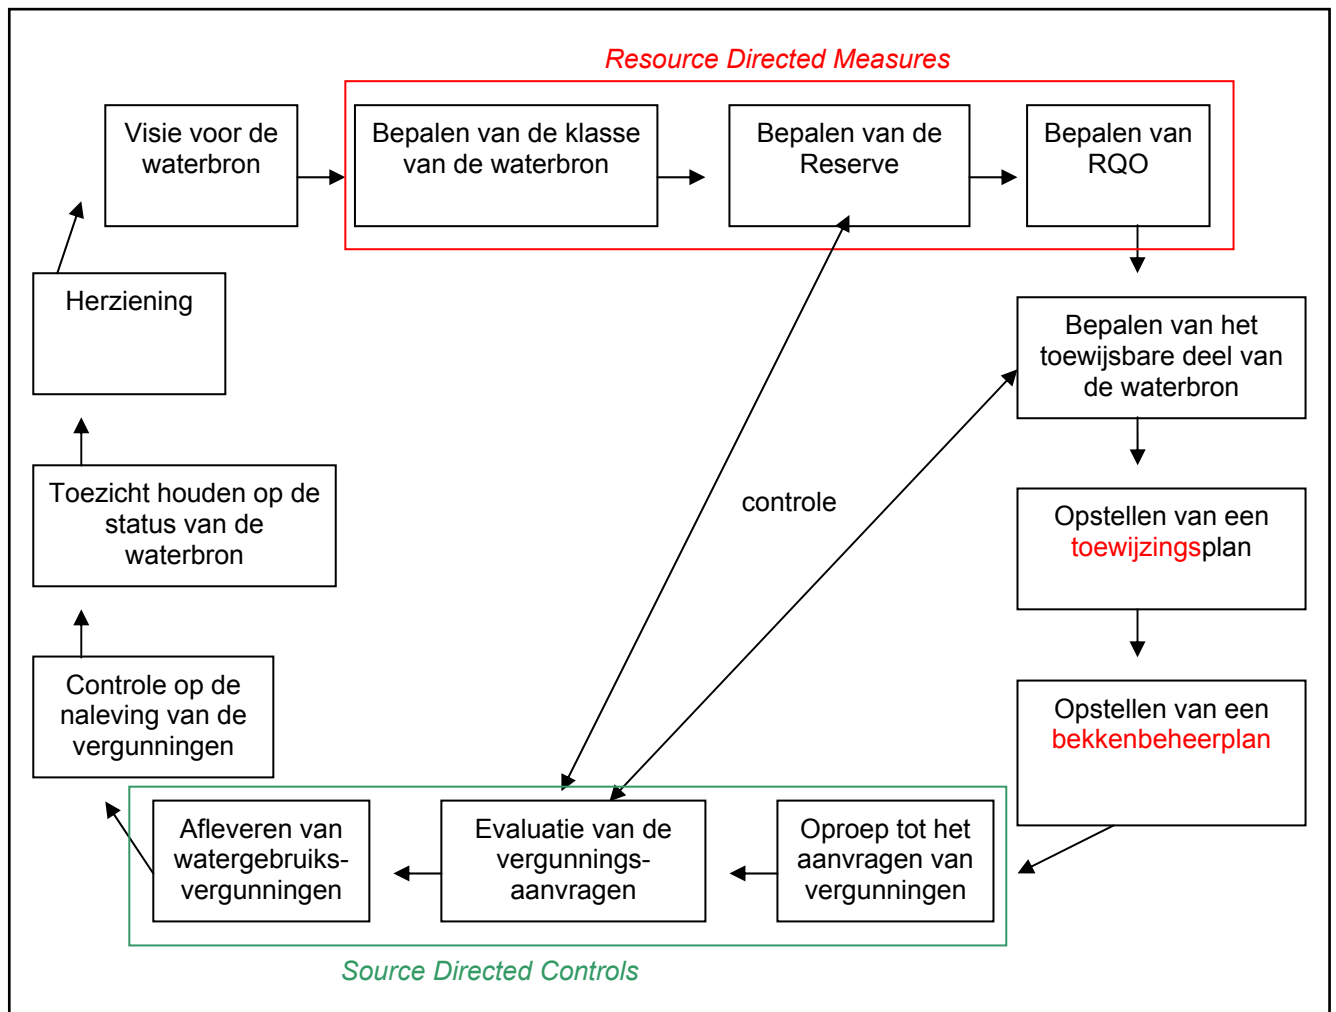 Resource Directed Measures
Visie voor de
waterbron
Bepalen van de klasse
van de waterbron
Bepalen van de
Reserve
Bepalen van
RQO
Herziening
Bepalen van het
toewijsbare deel van
de waterbron
Toezicht houden op de
status van de
waterbron
controle
Opstellen van een
toewijzingsplan
Controle op de
naleving van de
vergunningen
Opstellen van een
bekkenbeheerplan
Afleveren van
watergebruiks-
vergunningen
Evaluatie van de
vergunnings-
aanvragen
Oproep tot het
aanvragen van
vergunningen
Source Directed Controls